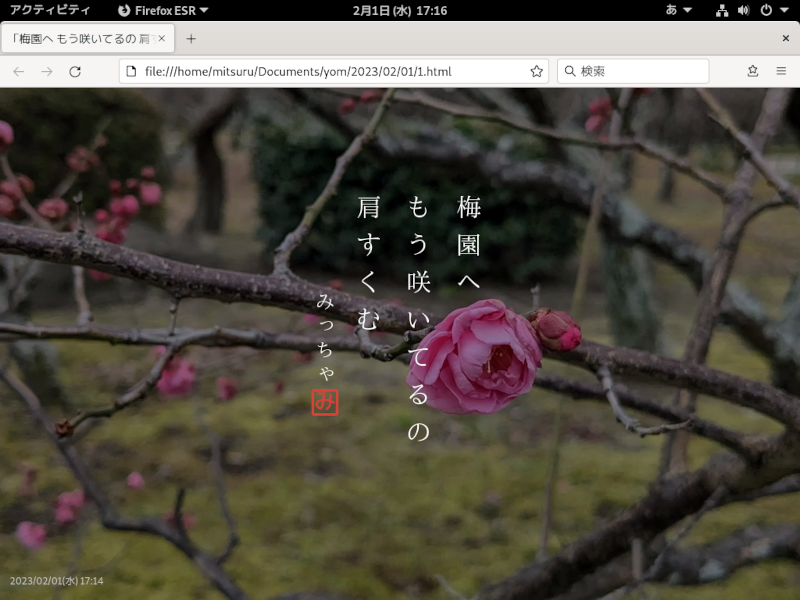 アクティビティ
Firefox ESR
2月1日 (水) 17:16
あ
「梅園へ もう咲いてるの 肩
file:///home/mitsuru/Documents/yom/2023/02/01/1.html
検索
梅園へ
もう咲いてるの
肩すくむ
みっちゃ
み
2023/02/01(水) 17:14